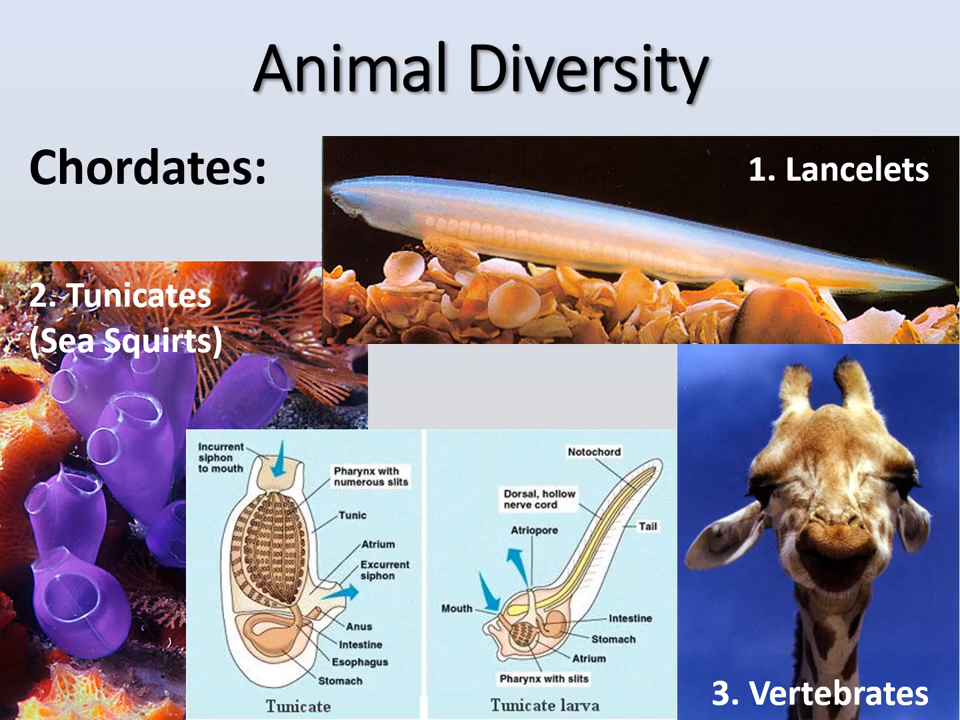 Animal Diversity
Chordates:
1. Lancelets
2. Tunicates
(Sea Squirts)
Incurrent
siphon
to mouth
Pharynx with
numerous slits
Tunic
Atrium
Excurrent
siphon
Anus
Intestine
Esophagus
Stomach
Tunicate
Notochord
Dorsal, hollow
nerve cord
Atriopore
Tail
Mouth
Intestine
Stomach
Atrium
Pharynx with slits
Tunicate larva
3. Vertebrates